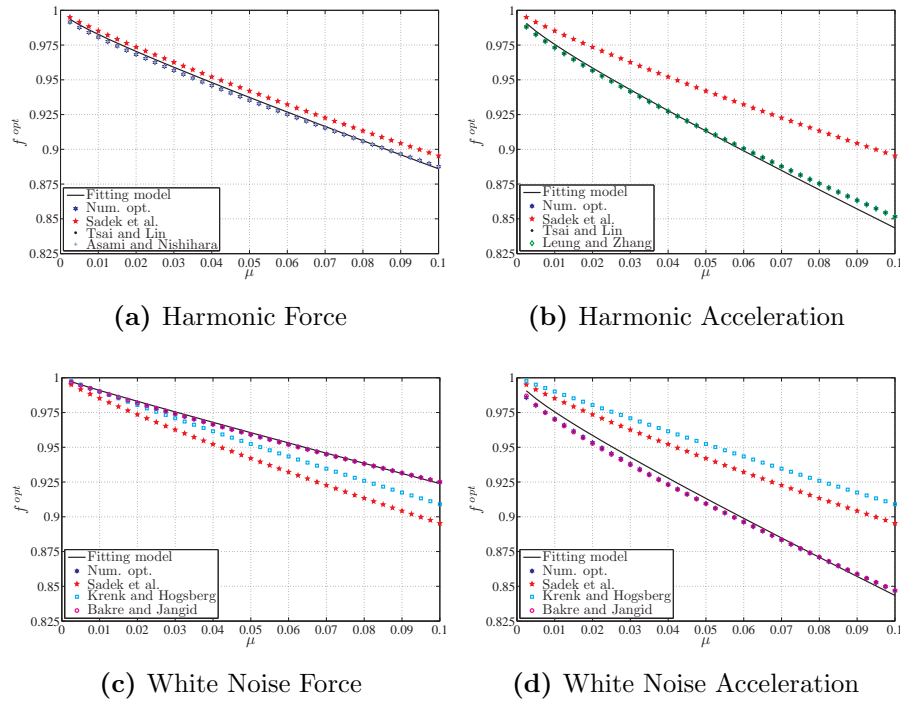 1
0.975
0.95
0.925
0.9
0.875
0.85
0.825
f opt
0 0.01 0.02 0.03 0.04 0.05 0.06 0.07 0.08 0.09 0.1
μ
Fitting model
Num. opt.
Sadek et al.
Tsai and Lin
Asami and Nishihara
(a) Harmonic Force
1
0.975
0.95
0.925
0.9
0.875
0.85
0.825
f opt
0 0.01 0.02 0.03 0.04 0.05 0.06 0.07 0.08 0.09 0.1
μ
Fitting model
Num. opt.
Sadek et al.
Tsai and Lin
Leung and Zhang
(b) Harmonic Acceleration
1
0.975
0.95
0.925
0.9
0.875
0.85
0.825
f opt
0 0.01 0.02 0.03 0.04 0.05 0.06 0.07 0.08 0.09 0.1
μ
Fitting model
Num. opt.
Sadek et al.
Krenk and Hogsberg
Bakre and Jangid
(c) White Noise Force
1
0.975
0.95
0.925
0.9
0.875
0.85
0.825
f opt
0 0.01 0.02 0.03 0.04 0.05 0.06 0.07 0.08 0.09 0.1
μ
Fitting model
Num. opt.
Sadek et al.
Krenk and Hogsberg
Bakre and Jangid
(d) White Noise Acceleration